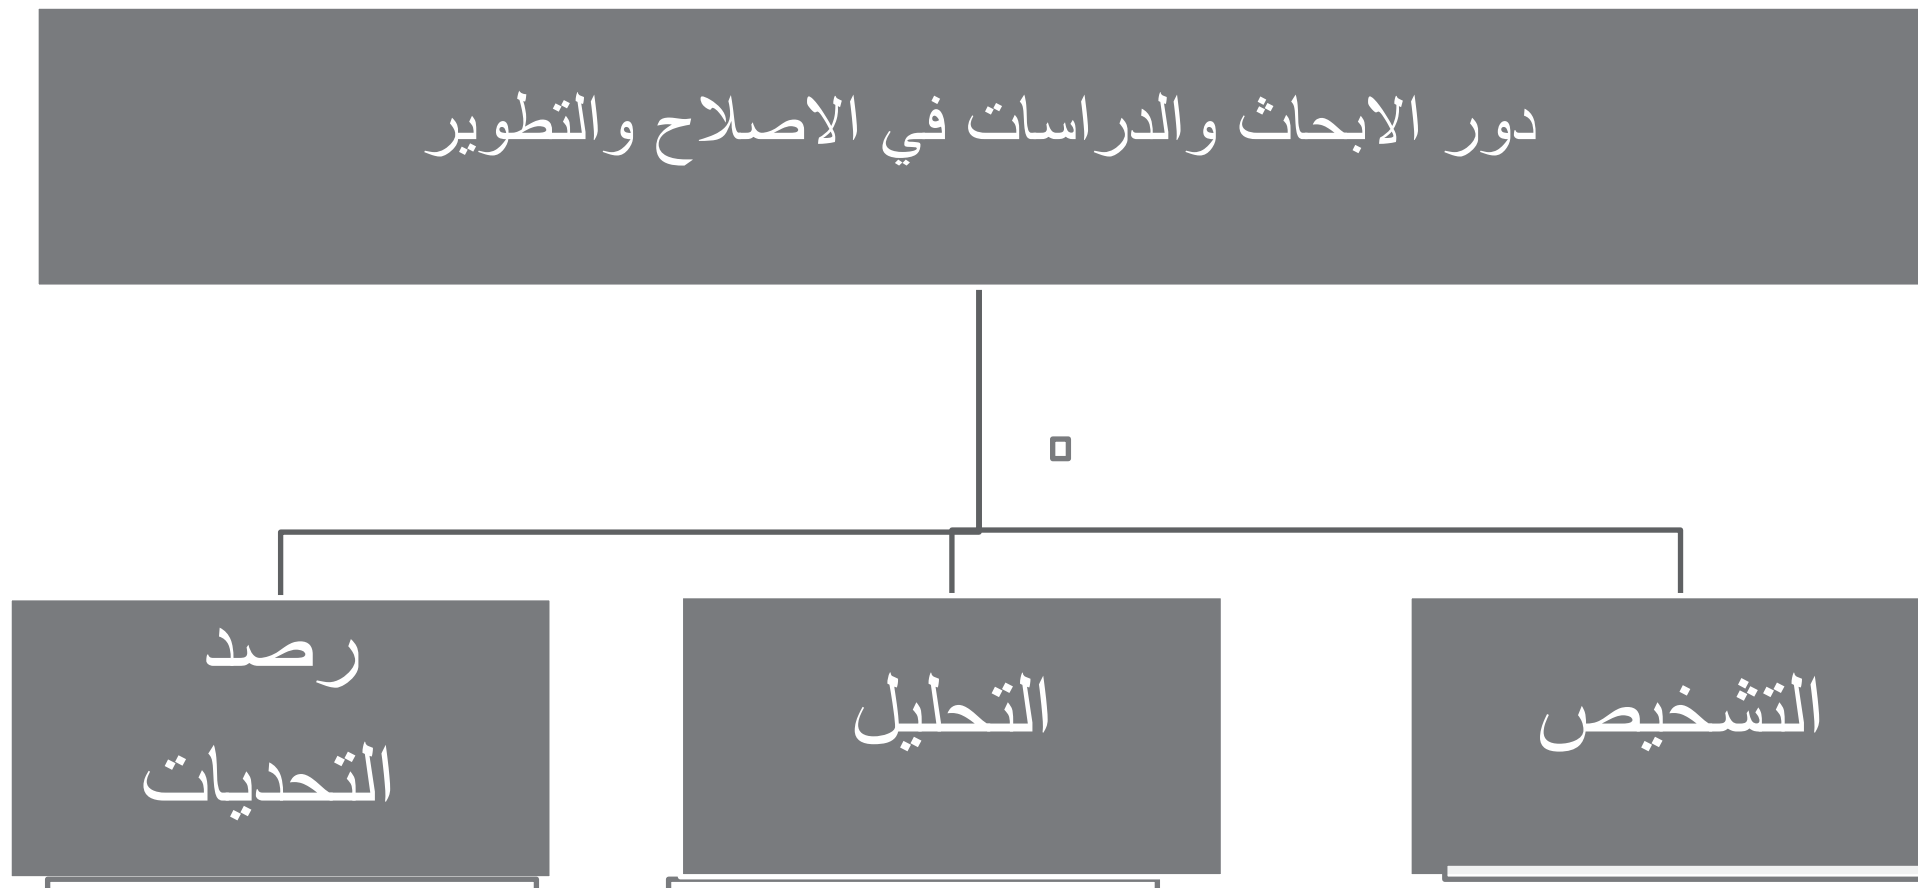 دور الابحاث والدراسات في الاصلاح والتطوير
التشخيص
التحليل
رصد
التحديات